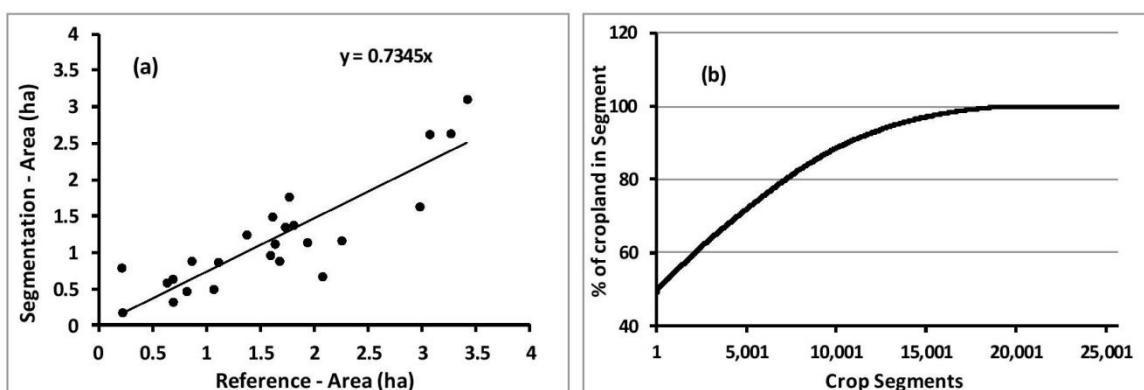 (a)
y = 0.7345x
Segmentation - Area (ha)
4
3.5
3
2.5
2
1.5
1
0.5
0
0 0.5 1 1.5 2 2.5 3 3.5 4
Reference - Area (ha)
(b)
% of cropland in Segment
120
100
80
60
40
1 5,001 10,001 15,001 20,001 25,001
Crop Segments